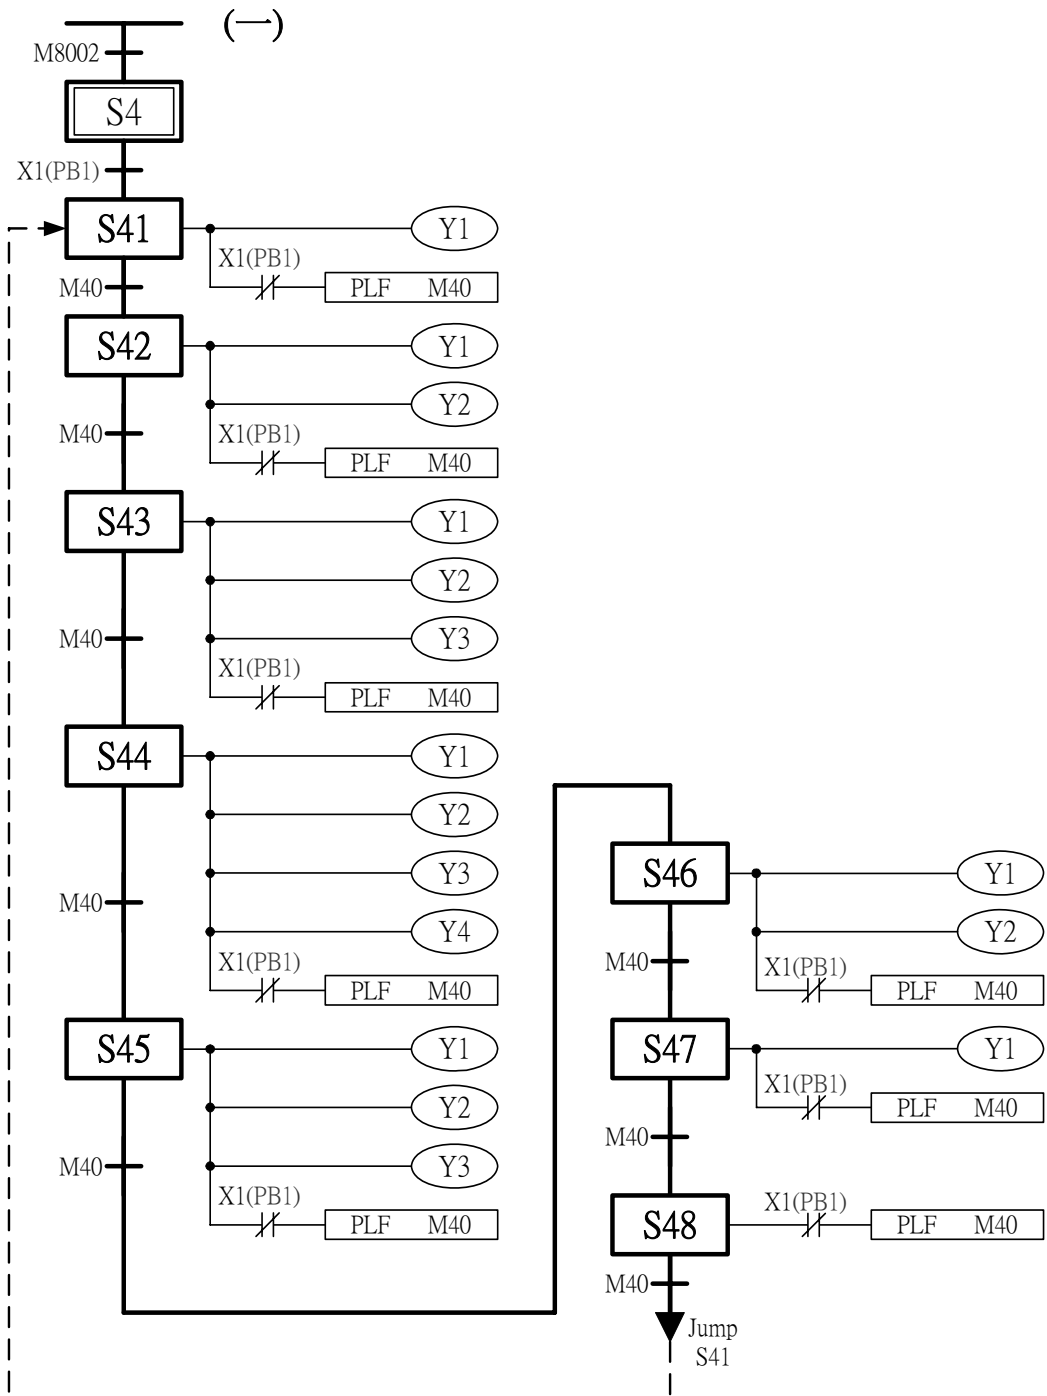 (一)
M8002
S4
X1(PB1)
S41
Y1
X1(PB1)
PLF M40
M40
S42
Y1
Y2
M40
X1(PB1)
PLF M40
S43
Y1
Y2
M40
Y3
X1(PB1)
PLF M40
S44
Y1
Y2
Y3
M40
Y4
X1(PB1)
PLF M40
S45
Y1
Y2
M40
Y3
X1(PB1)
PLF M40
S46
Y1
Y2
M40
X1(PB1)
PLF M40
S47
Y1
X1(PB1)
PLF M40
M40
S48
X1(PB1)
PLF M40
M40
Jump
S41